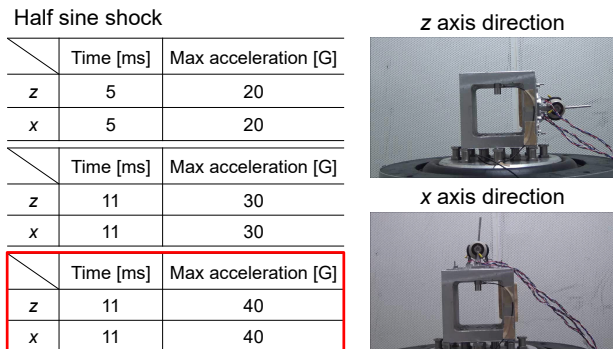 Half sine shock
Time [ms] Max acceleration [G]
z 5 20
x 5 20
Time [ms] Max acceleration [G]
z 11 30
x 11 30
Time [ms] Max acceleration [G]
z 11 40
x 11 40
z axis direction
x axis direction